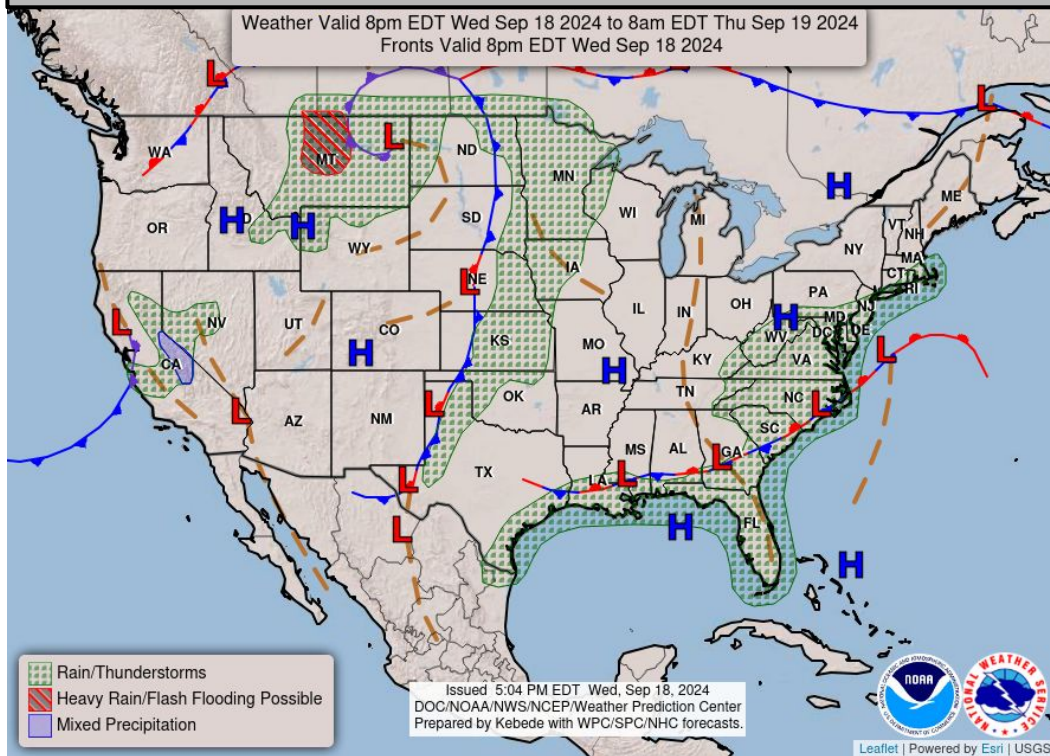 Weather Valid 8pm EDT Wed Sep 18 2024 to 8am EDT Thu Sep 19 2024
Fronts Valid 8pm EDT Wed Sep 18 2024
L
L
L
WA
MT
ND
MN
H
ME
H
H
OR
SD
WI
MI
VT
NH
NY
MA
WY
CT
RI
L
NE
IA
PA
NJ
L
NV
UT
CO
IL
IN
OH
H
MD
DE
WV
DC
H
KS
MO
H
KY
VA
L
CA
L
AZ
NM
L
OK
AR
TN
NC
L
SC
MS
AL
GA
L
L
TX
LA
L
L
H
FL
H
Rain/Thunderstorms
Heavy Rain/Flash Flooding Possible
Mixed Precipitation
Issued 5:04 PM EDT Wed, Sep 18, 2024
DOC/NOAA/NWS/NCEP/Weather Prediction Center
Prepared by Kebede with WPC/SPC/NHC forecasts.
NOAA
NATIONAL WEATHER SERVICE
Leaflet | Powered by Esri | USGS